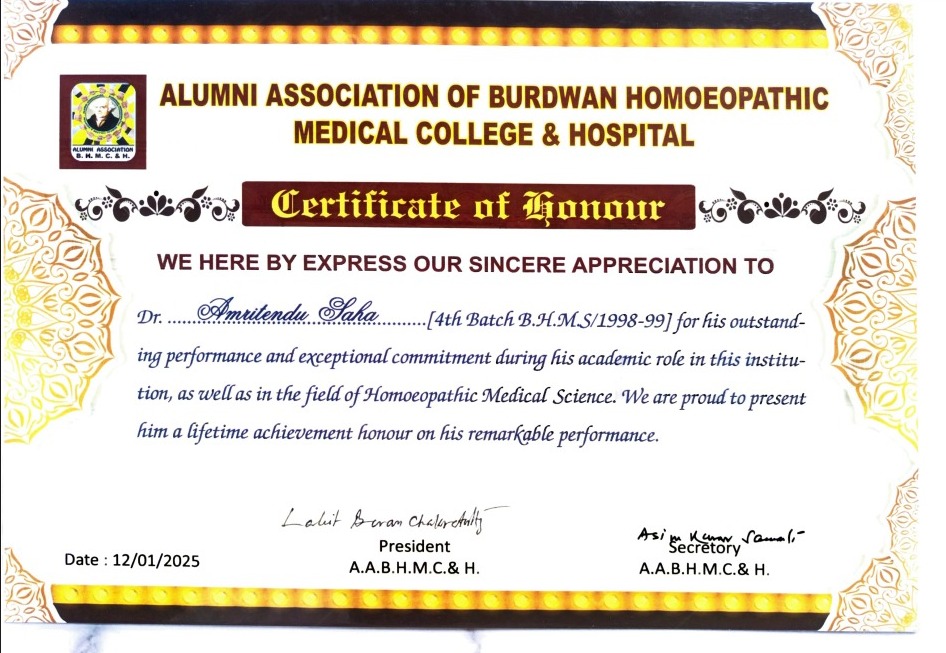 ALUMNI ASSOCIATION OF BURDWAN HOMOEOPATHIC
MEDICAL COLLEGE & HOSPITAL
ALUMNI ASSOCIATION
B. H. M. C. & H.
Certificate of Honour
WE HERE BY EXPRESS OUR SINCERE APPRECIATION TO
Dr. ......Amritendu Saha............[4th Batch B.H.M.S/1998-99] for his outstand-
ing performance and exceptional commitment during his academic role in this institu-
tion, as well as in the field of Homoeopathic Medical Science. We are proud to present
him a lifetime achievement honour on his remarkable performance.
Lalit Baran Chakraborty
President
A.A.B.H.M.C.& H.
Asim Kumar Samanta
Secretory
A.A.B.H.M.C.& H.
Date : 12/01/2025